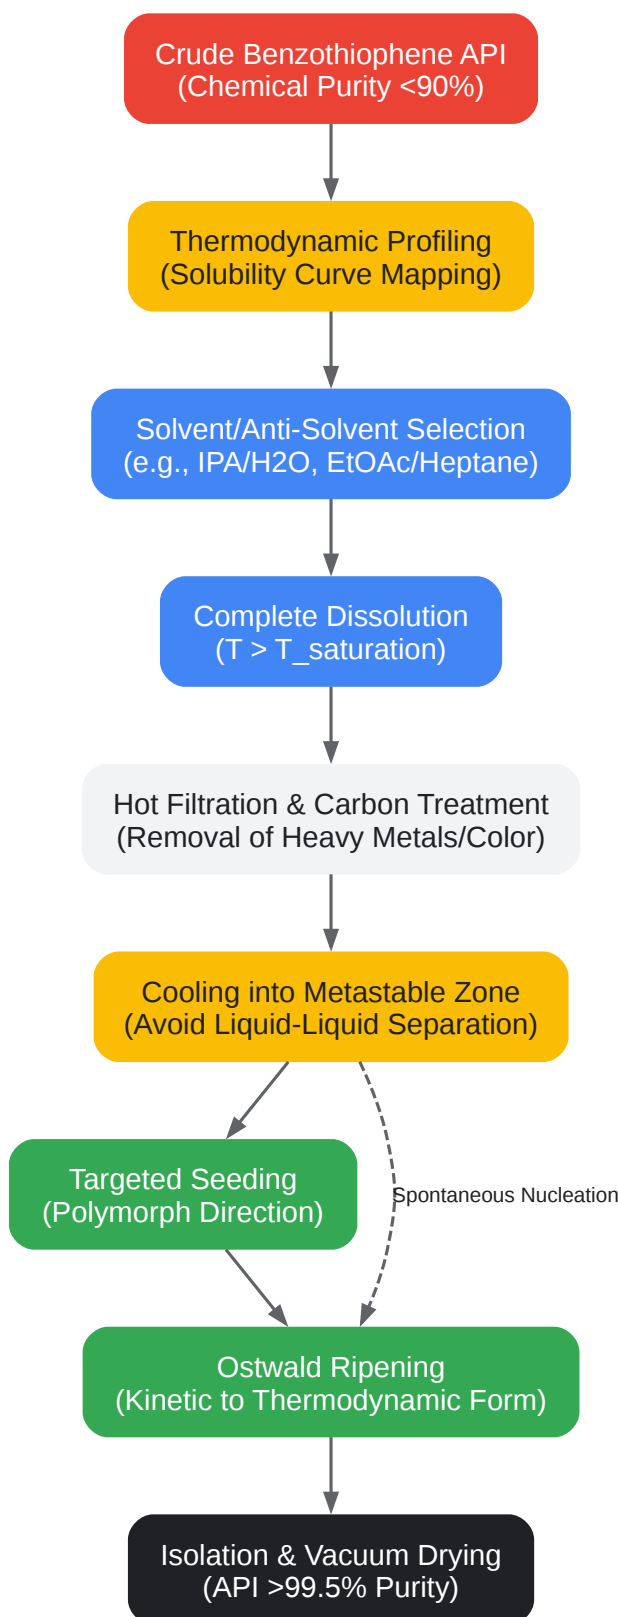 Crude Benzothiophene API
(Chemical Purity <90%)
Thermodynamic Profiling
(Solubility Curve Mapping)
Solvent/Anti-Solvent Selection
(e.g., IPA/H2O, EtOAc/Heptane)
Complete Dissolution
(T > T_saturation)
Hot Filtration & Carbon Treatment
(Removal of Heavy Metals/Color)
Cooling into Metastable Zone
(Avoid Liquid-Liquid Separation)
Targeted Seeding
(Polymorph Direction)
Spontaneous Nucleation
Ostwald Ripening
(Kinetic to Thermodynamic Form)
Isolation & Vacuum Drying
(API >99.5% Purity)